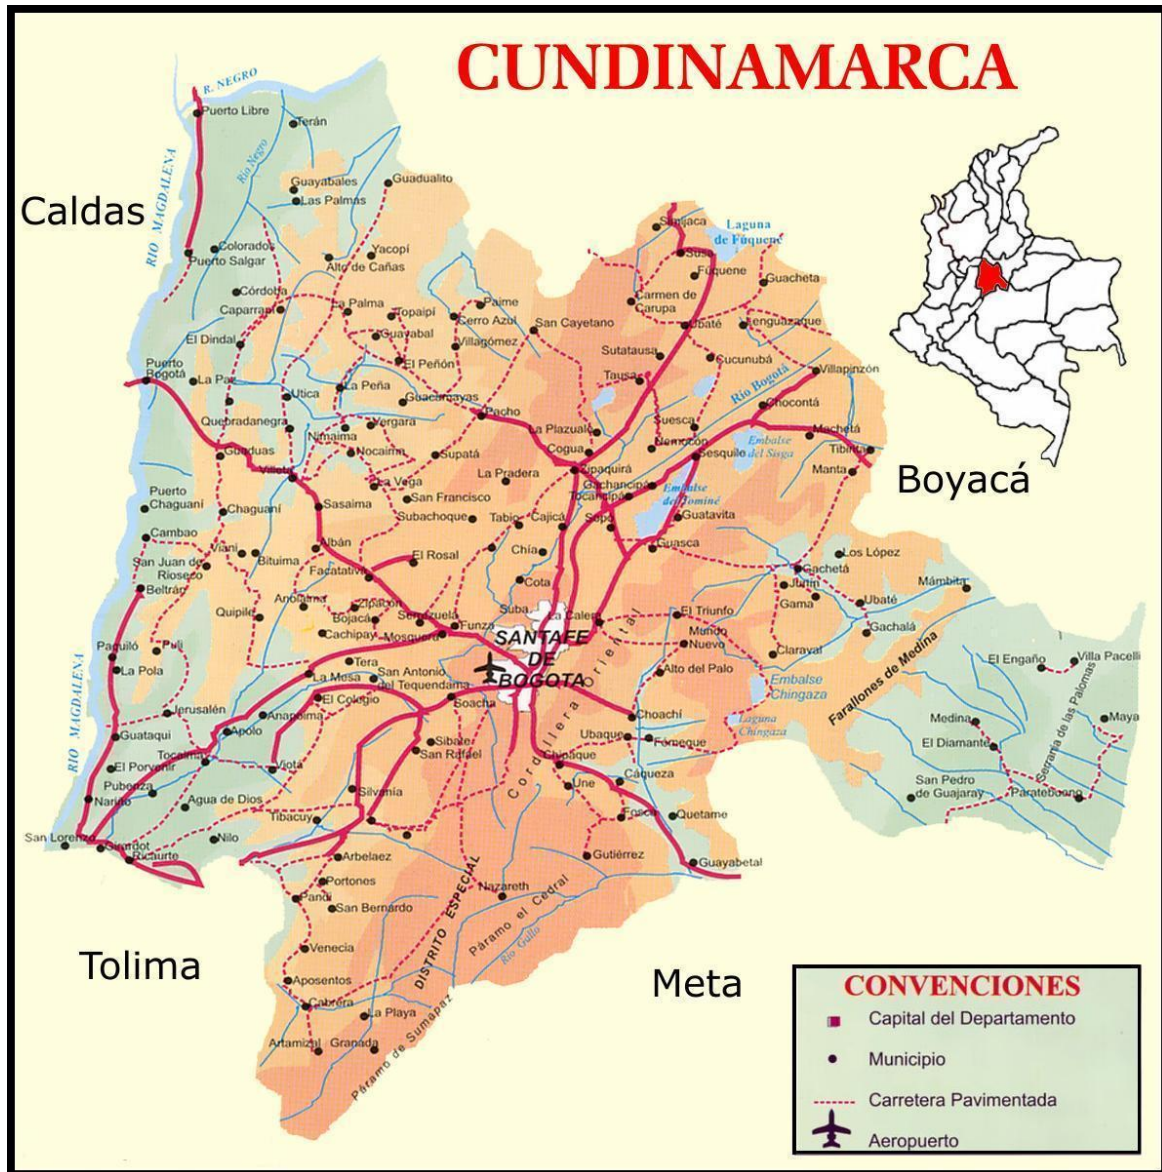 CUNDINAMARCA
R. NEGRO
Puerto Libre
Terán
Río Negro
RIO MAGDALENA
Caldas
Guayabales
Guadualito
Las Palmas
Simijaca
Laguna
de Fúquene
Colorados
Puerto Salgar
Yacopí
Alto de Cañas
Susa
Fúquene
Guacheta
Córdoba
Caparrapí
La Palma
Topaipí
Paime
Cerro Azul
San Cayetano
Carmen de
Carupa
Ubaté
Lenguazaque
El Dindal
Guayabal
Villagómez
Sutatausa
Cucunubá
Puerto
Bogotá
La Paz
El Peñón
Tausa
Villapinzón
Utica
La Peña
Guacamayas
Río Bogotá
Chocontá
Quebradanegra
Nimaima
Vergara
Pacho
La Plazuela
Suesca
Machetá
Guaduas
Nocaima
Supatá
Cogua
Nemocón
Sesquilé
Embalse
del Sisga
Tibirita
Manta
Boyacá
Villeta
La Vega
La Pradera
Zipaquirá
Gachancipá
Tocancipá
Embalse
de Tominé
Puerto
Chaguaní
Chaguaní
Sasaima
San Francisco
Subachoque
Tabio
Cajicá
Sopó
Guatavita
Cambao
Viani
Bituima
Albán
El Rosal
Chía
Guasca
Los López
San Juan de
Rioseco
Facatativa
Cota
Gachetá
Beltrán
Junín
Gama
Ubaté
Mámbita
Quipile
Anolaima
Zipacón
Bojacá
Cachipay
Serrezuela
Mosquera
Funza
Suba
La Calera
El Triunfo
Mundo
Nuevo
Gachalá
Paquiló
Puli
SANTAFE
DE
BOGOTA
Claraval
Farallones de Medina
El Engaño
Villa Pacelli
La Pola
Tera
La Mesa
San Antonio
del Tequendama
Alto del Palo
Embalse
Chingaza
RIO MAGDALENA
Jerusalén
Anapoima
El Colegio
Soacha
Cordillera Oriental
Choachí
Laguna
Chingaza
Serranía de las Palomas
Medina
Maya
Guataqui
Apolo
Sibaté
San Rafael
Ubaque
Fómeque
El Diamante
El Porvenir
Tocaima
Viotá
Chipaque
Cáqueza
San Pedro
de Guajaray
Paratebueno
Nariño
Pubenza
Agua de Dios
Silvania
Une
Fosca
Quetame
Tibacuy
San Lorenzo
Girardot
Ricaurte
Nilo
Arbelaez
Gutiérrez
Guayabetal
Portones
Pandi
San Bernardo
Nazareth
DISTRITO ESPECIAL
Páramo el Cedral
Río Gallo
Tolima
Venecia
Aposentos
Cabrera
La Playa
Páramo de Sumapaz
Meta
Granada
CONVENCIONES
Capital del Departamento
Municipio
Carretera Pavimentada
Aeropuerto